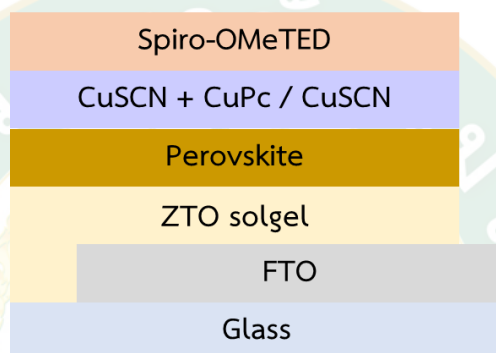 Spiro-OMeTED
CuSCN + CuPc / CuSCN
Perovskite
ZTO solgel
FTO
Glass